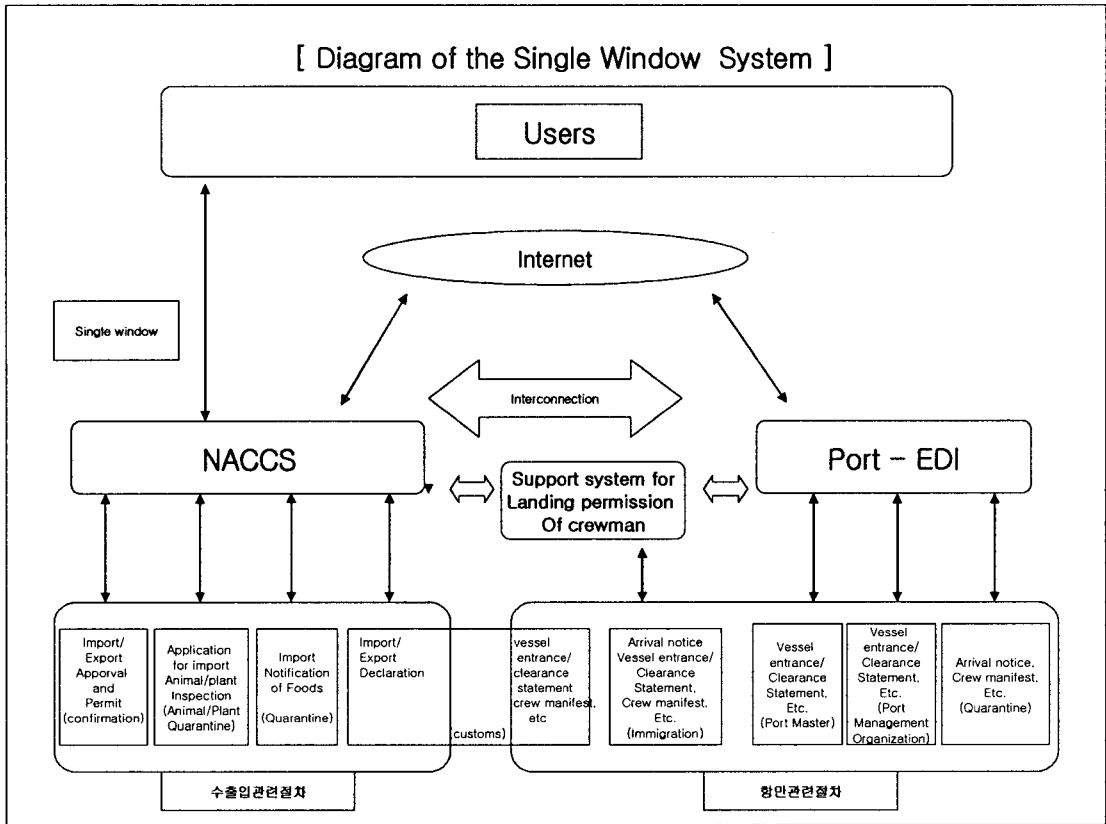 [ Diagram of the Single Window System ]
Users
Internet
Single window
Interconnection
NACCS
Port - EDI
Support system for
Landing permission
Of crewman
Import/
Export
Apporval
and
Permit
(confirmation)
Application
for import
Animal/plant
Inspection
(Animal/Plant
Quarantine)
Import
Notification
of Foods
(Quarantine)
Import/
Export
Declaration
vessel
entrance/
clearance
statement
crew manifest,
etc
(customs)
Arrival notice
Vessel entrance/
Clearance
Statement,
Crew manifest,
Etc.
(Immigration)
Vessel
entrance/
Clearance
Statement,
Etc.
(Port Master)
Vessel
entrance/
Clearance
Statement,
Etc.
(Port
Management
Organization)
Arrival notice,
Crew manifest,
Etc.
(Quarantine)
수출입관련절차
항만관련절차